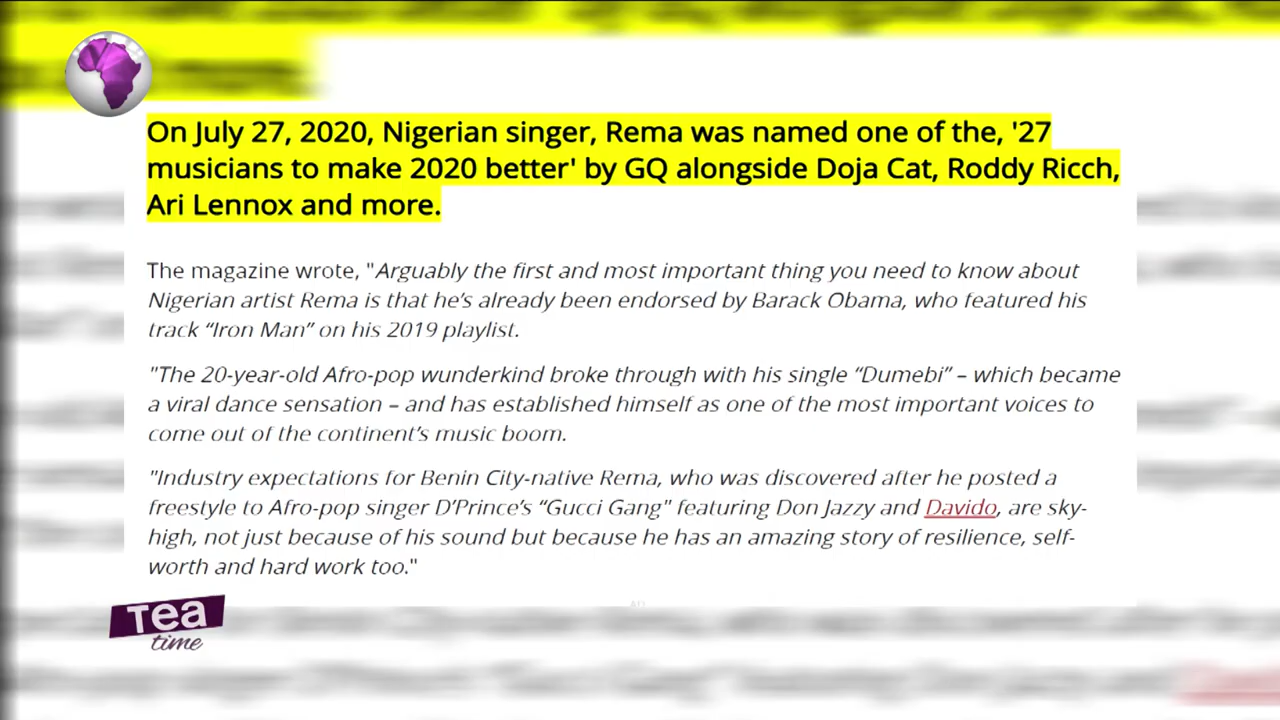 On July 27, 2020, Nigerian singer, Rema was named one of the, '27
musicians to make 2020 better' by GQ alongside Doja Cat, Roddy Ricch,
Ari Lennox and more.
The magazine wrote, "Arguably the first and most important thing you need to know about
Nigerian artist Rema is that he’s already been endorsed by Barack Obama, who featured his
track “Iron Man” on his 2019 playlist.
"The 20-year-old Afro-pop wunderkind broke through with his single “Dumebi” – which became
a viral dance sensation – and has established himself as one of the most important voices to
come out of the continent’s music boom.
"Industry expectations for Benin City-native Rema, who was discovered after he posted a
freestyle to Afro-pop singer D’Prince’s “Gucci Gang" featuring Don Jazzy and Davido, are sky-
high, not just because of his sound but because he has an amazing story of resilience, self-
worth and hard work too."
Tea
time